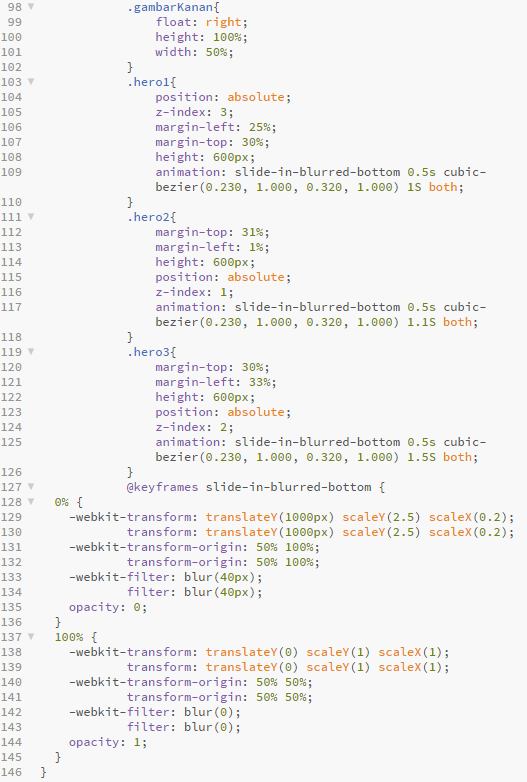 98 .gambarKanan{
99 float: right;
100 height: 100%;
101 width: 50%;
102 }
103 .hero1{
104 position: absolute;
105 z-index: 3;
106 margin-left: 25%;
107 margin-top: 30%;
108 height: 600px;
109 animation: slide-in-blurred-bottom 0.5s cubic-
bezier(0.230, 1.000, 0.320, 1.000) 1S both;
110 }
111 .hero2{
112 margin-top: 31%;
113 margin-left: 1%;
114 height: 600px;
115 position: absolute;
116 z-index: 1;
117 animation: slide-in-blurred-bottom 0.5s cubic-
bezier(0.230, 1.000, 0.320, 1.000) 1.1S both;
118 }
119 .hero3{
120 margin-top: 30%;
121 margin-left: 33%;
122 height: 600px;
123 position: absolute;
124 z-index: 2;
125 animation: slide-in-blurred-bottom 0.5s cubic-
bezier(0.230, 1.000, 0.320, 1.000) 1.5S both;
126 }
127 @keyframes slide-in-blurred-bottom {
128 0% {
129 -webkit-transform: translateY(1000px) scaleY(2.5) scaleX(0.2);
130 transform: translateY(1000px) scaleY(2.5) scaleX(0.2);
131 -webkit-transform-origin: 50% 100%;
132 transform-origin: 50% 100%;
133 -webkit-filter: blur(40px);
134 filter: blur(40px);
135 opacity: 0;
136 }
137 100% {
138 -webkit-transform: translateY(0) scaleY(1) scaleX(1);
139 transform: translateY(0) scaleY(1) scaleX(1);
140 -webkit-transform-origin: 50% 50%;
141 transform-origin: 50% 50%;
142 -webkit-filter: blur(0);
143 filter: blur(0);
144 opacity: 1;
145 }
146 }